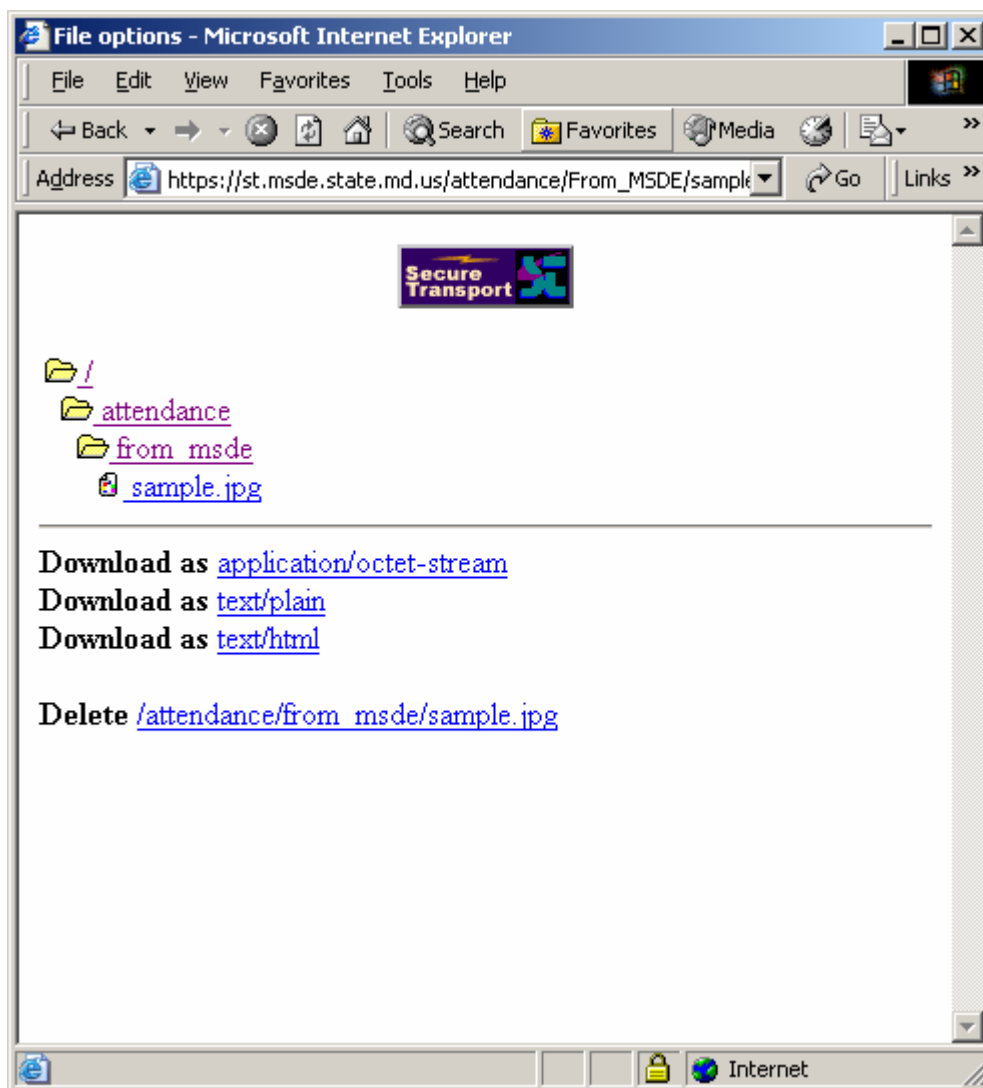 File options - Microsoft Internet Explorer
File Edit View Favorites Tools Help
Back Search Favorites Media »
Address https://st.msde.state.md.us/attendance/From_MSDE/sample Go Links »
Secure
Transport
/
attendance
from_msde
sample.jpg
Download as application/octet-stream
Download as text/plain
Download as text/html
Delete /attendance/from_msde/sample.jpg
Internet